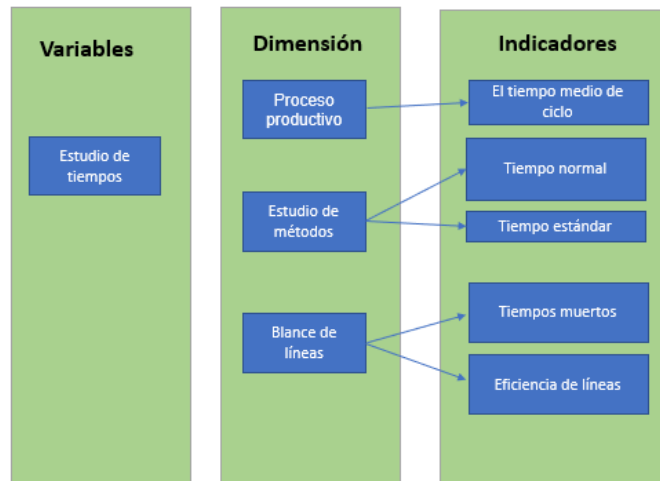 Variables
Estudio de
tiempos
Dimensión
Proceso
productivo
Estudio de
métodos
Blance de
líneas
Indicadores
El tiempo medio de
ciclo
Tiempo normal
Tiempo estándar
Tiempos muertos
Eficiencia de líneas